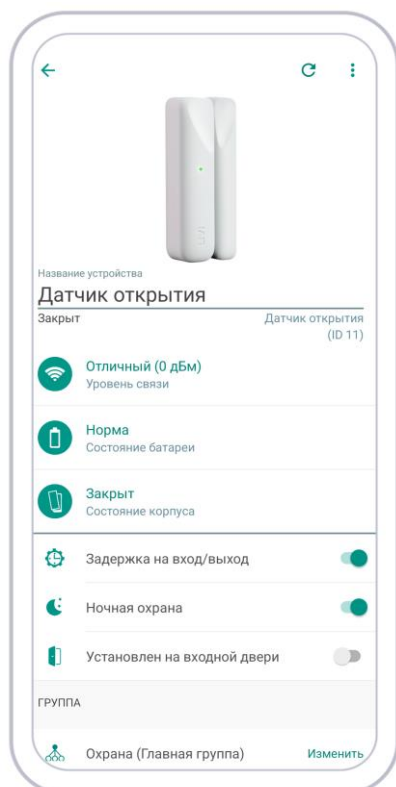 Название устройства
Датчик открытия
Закрыт
Датчик открытия
(ID 11)
Отличный (0 дБм)
Уровень связи
Норма
Состояние батареи
Закрыт
Состояние корпуса
Задержка на вход/выход
Ночная охрана
Установлен на входной двери
ГРУППА
Охрана (Главная группа)
Изменить